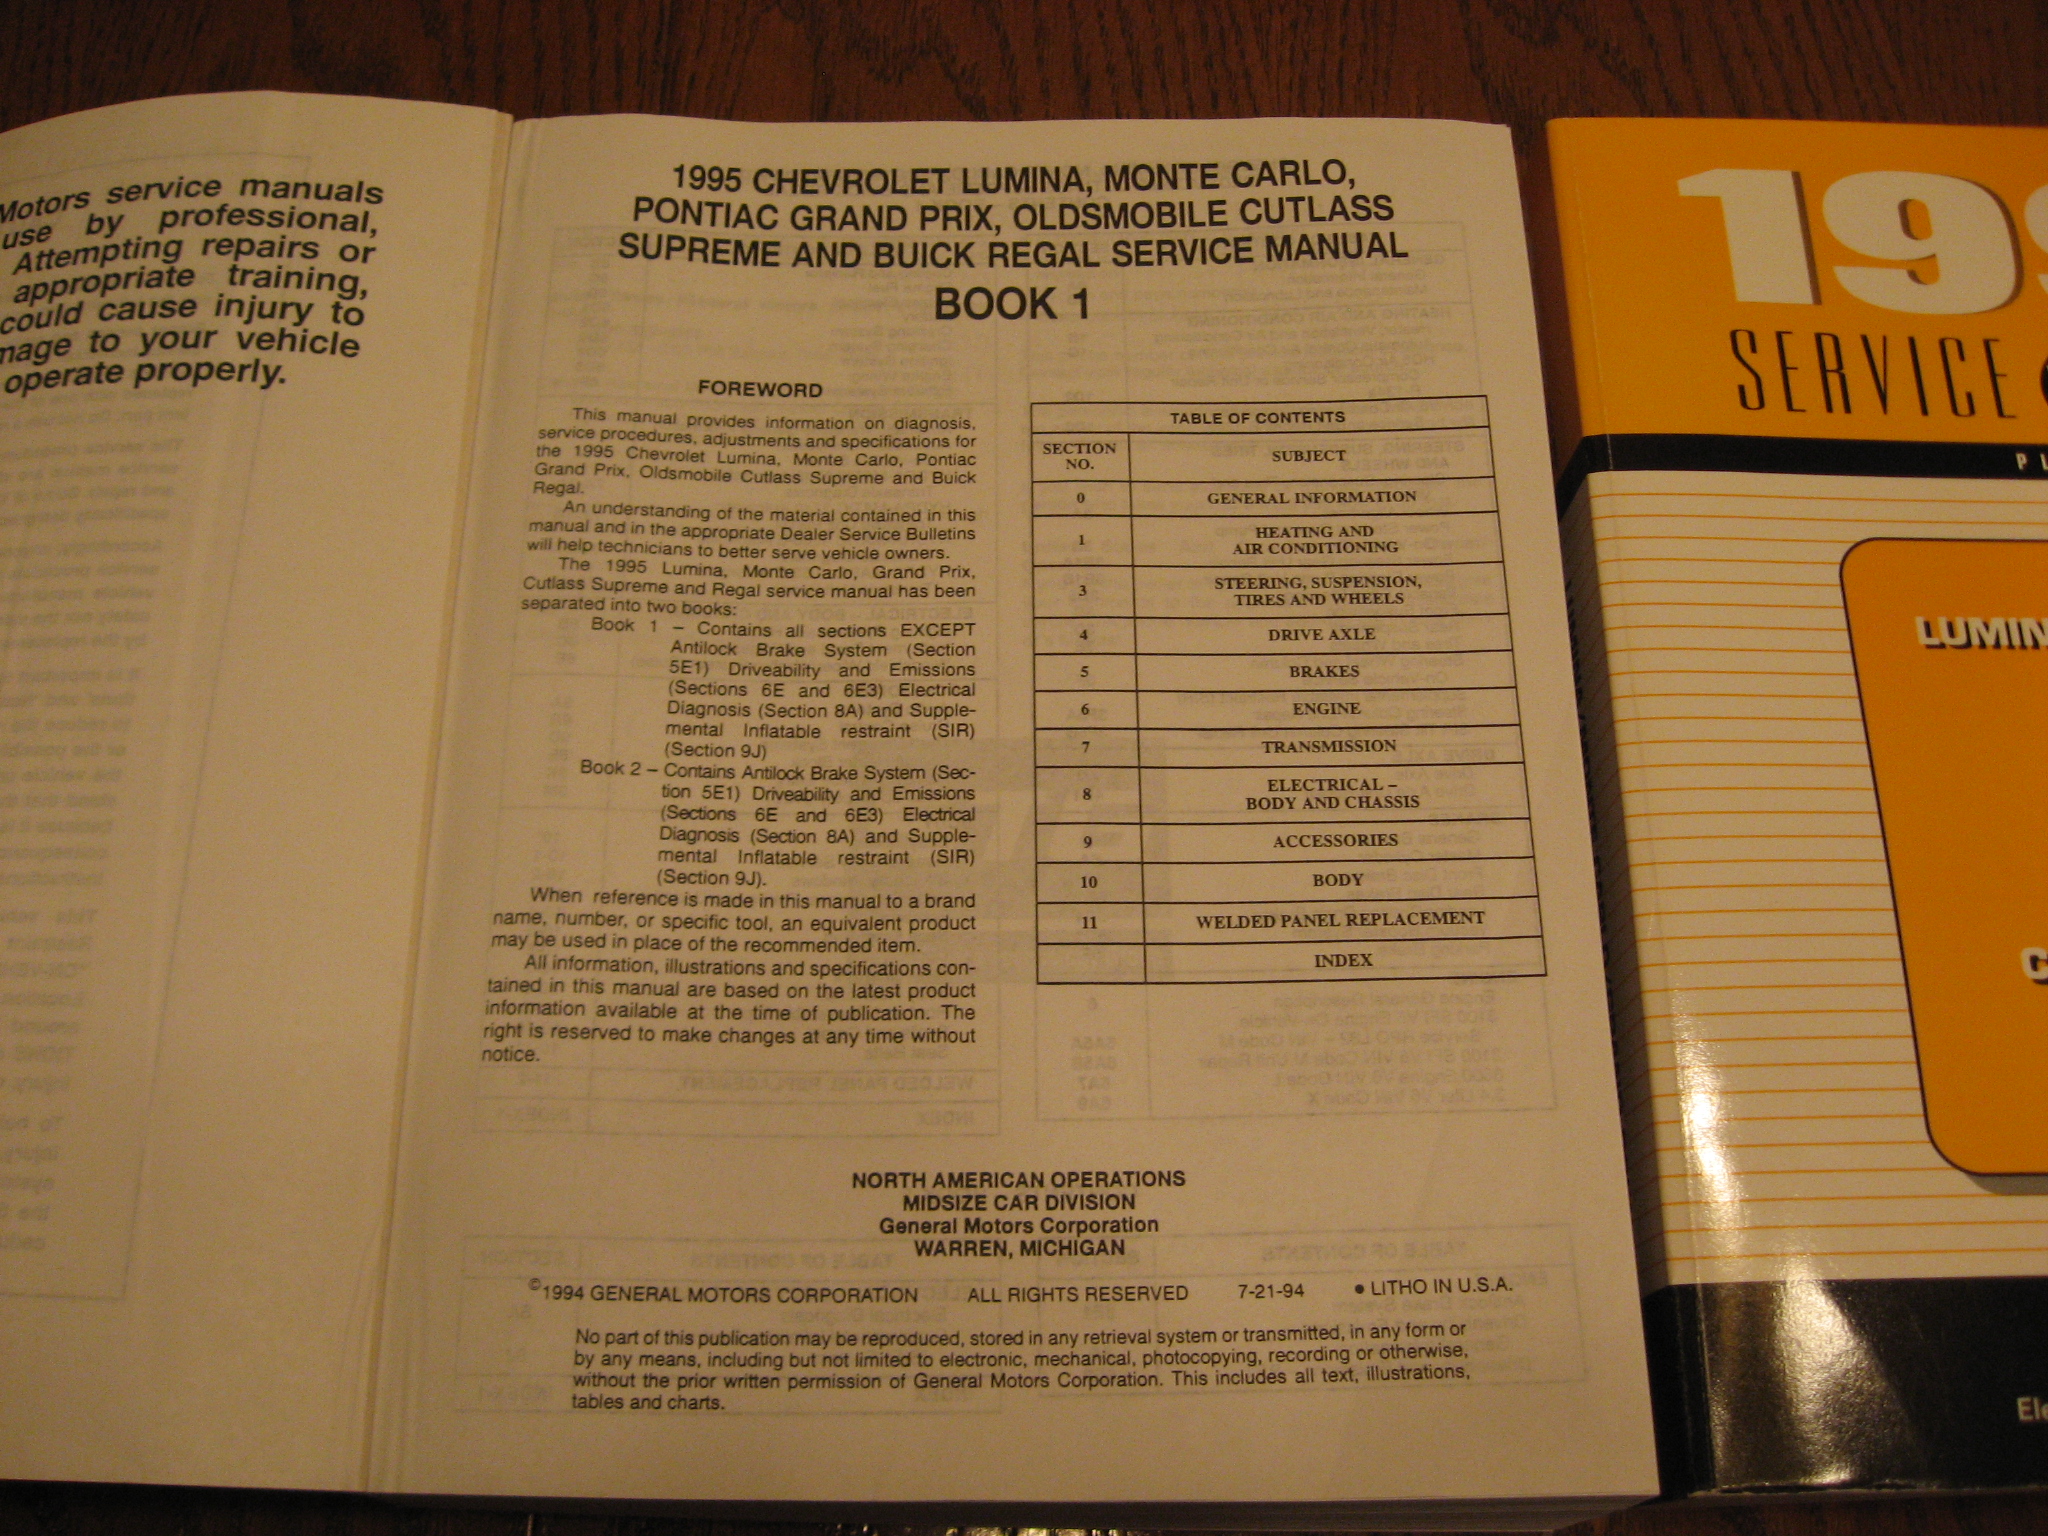 Motors service manuals
use by professional,
Attempting repairs or
appropriate training,
could cause injury to
to your vehicle
operate properly.
1995 CHEVROLET LUMINA, MONTE CARLO,
PONTIAC GRAND PRIX, OLDSMOBILE CUTLASS
SUPREME AND BUICK REGAL SERVICE MANUAL
BOOK 1
FOREWORD
This manual provides information on diagnosis,
service procedures, adjustments and specifications for
the 1995 Chevrolet Lumina, Monte Carlo, Pontiac
Grand Prix, Oldsmobile Cutlass Supreme and Buick
Regal.
An understanding of the material contained in this
manual and in the appropriate Dealer Service Bulletins
will help technicians to better serve vehicle owners.
The 1995 Lumina, Monte Carlo, Grand Prix,
Cutlass Supreme and Regal service manual has been
separated into two books:
Book 1 – Contains all sections EXCEPT
Antilock Brake System (Section
5E1) Driveability and Emissions
(Sections 6E and 6E3) Electrical
Diagnosis (Section 8A) and Supple-
mental Inflatable restraint (SIR)
(Section 9J)
Book 2 – Contains Antilock Brake System (Sec-
tion 5E1) Driveability and Emissions
(Sections 6E and 6E3) Electrical
Diagnosis (Section 8A) and Supple-
mental Inflatable restraint (SIR)
(Section 9J).
When reference is made in this manual to a brand
name, number, or specific tool, an equivalent product
may be used in place of the recommended item.
All information, illustrations and specifications con-
tained in this manual are based on the latest product
information available at the time of publication. The
right is reserved to make changes at any time without
notice.
TABLE OF CONTENTS
SECTION NO. SUBJECT
0 GENERAL INFORMATION
1 HEATING AND
AIR CONDITIONING
3 STEERING, SUSPENSION,
TIRES AND WHEELS
4 DRIVE AXLE
5 BRAKES
6 ENGINE
7 TRANSMISSION
8 ELECTRICAL –
BODY AND CHASSIS
9 ACCESSORIES
10 BODY
11 WELDED PANEL REPLACEMENT
INDEX
NORTH AMERICAN OPERATIONS
MIDSIZE CAR DIVISION
General Motors Corporation
WARREN, MICHIGAN
©1994 GENERAL MOTORS CORPORATION ALL RIGHTS RESERVED 7-21-94 • LITHO IN U.S.A.
No part of this publication may be reproduced, stored in any retrieval system or transmitted, in any form or
by any means, including but not limited to electronic, mechanical, photocopying, recording or otherwise,
without the prior written permission of General Motors Corporation. This includes all text, illustrations,
tables and charts.
199
SERVICE
LUMIN